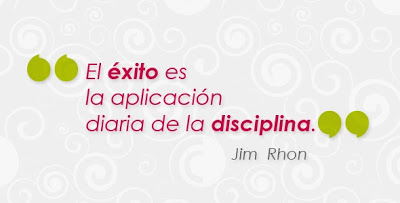 El éxito es
la aplicación
diaria de la disciplina.
Jim Rhon